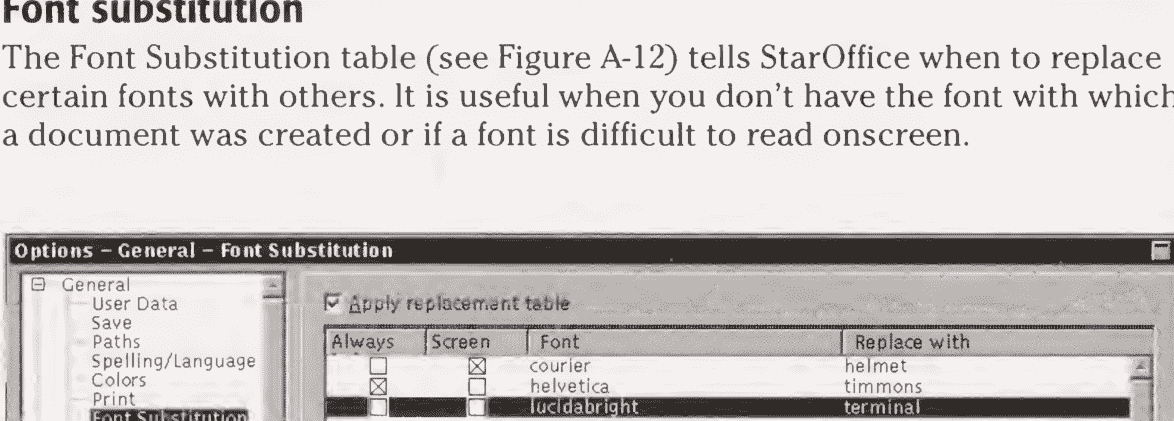 Font substitution
The Font Substitution table (see Figure A-12) tells StarOffice when to replace
certain fonts with others. It is useful when you don't have the font with which
a document was created or if a font is difficult to read onscreen.
Options – General – Font Substitution
General
User Data
Save
Paths
Spelling/Language
Colors
Print
Font Substitution
Apply replacement table
Always Screen Font Replace with
courier helmet
helvetica timmons
lucidabright terminal